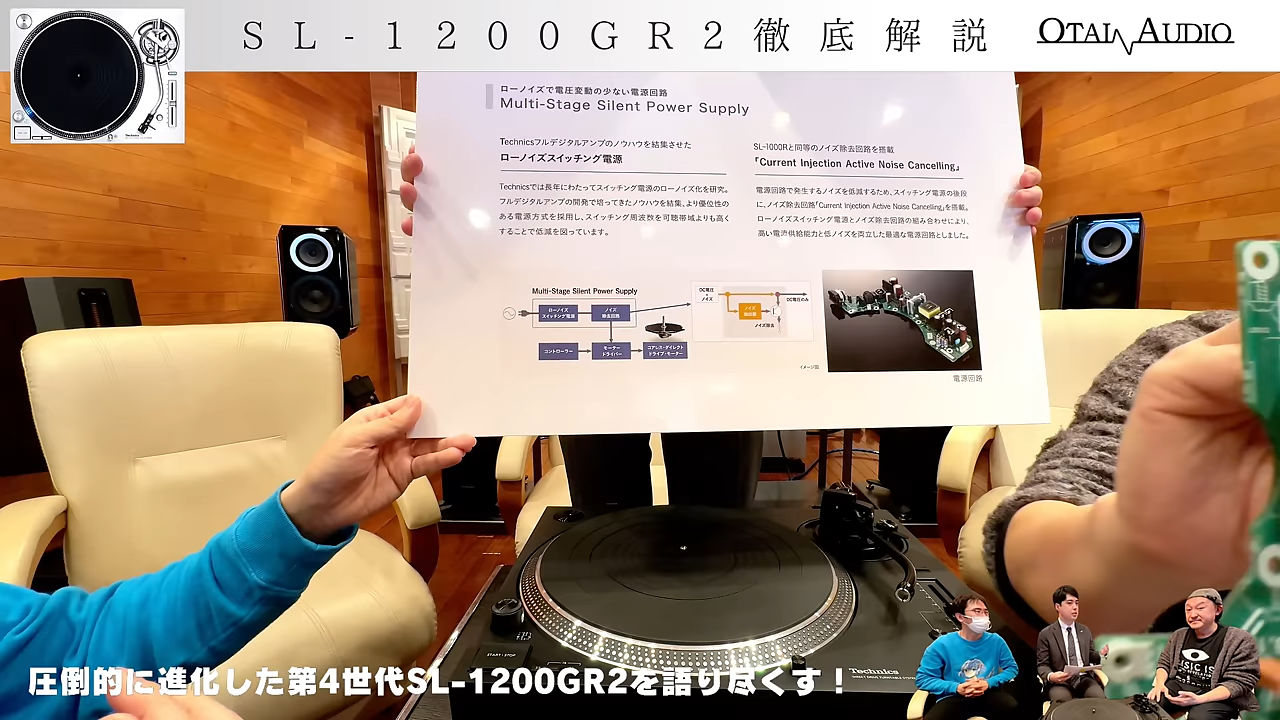 SL-1200GR2徹底解説
OTAI AUDIO
ローノイズで電圧変動の少ない電源回路
Multi-Stage Silent Power Supply
Technicsフルデジタルアンプのノウハウを結集させた
ローノイズスイッチング電源
Technicsでは長年にわたってスイッチング電源のローノイズ化を研究。
フルデジタルアンプの開発で培ってきたノウハウを結集、より優位性の
ある電源方式を採用し、スイッチング周波数を可聴帯域よりも高く
することで低減を図っています。
SL-1000Rと同等のノイズ除去回路を搭載
「Current Injection Active Noise Cancelling」
電源回路で発生するノイズを低減するため、スイッチング電源の後段
に、ノイズ除去回路「Current Injection Active Noise Cancelling」を搭載。
ローノイズスイッチング電源とノイズ除去回路の組み合わせにより、
高い電流供給能力と低ノイズを両立した最適な電源回路としました。
Multi-Stage Silent Power Supply
ローノイズ
スイッチング電源
ノイズ
除去回路
コントローラー
モーター
ドライバー
コアレス・ダイレクト
ドライブ・モーター
DC電圧
+
ノイズ
ノイズ
検出器
DC電圧のみ
ノイズ除去
イメージ図
電源回路
START・STOP
Technics
圧倒的に進化した第4世代SL-1200GR2を語り尽くす！